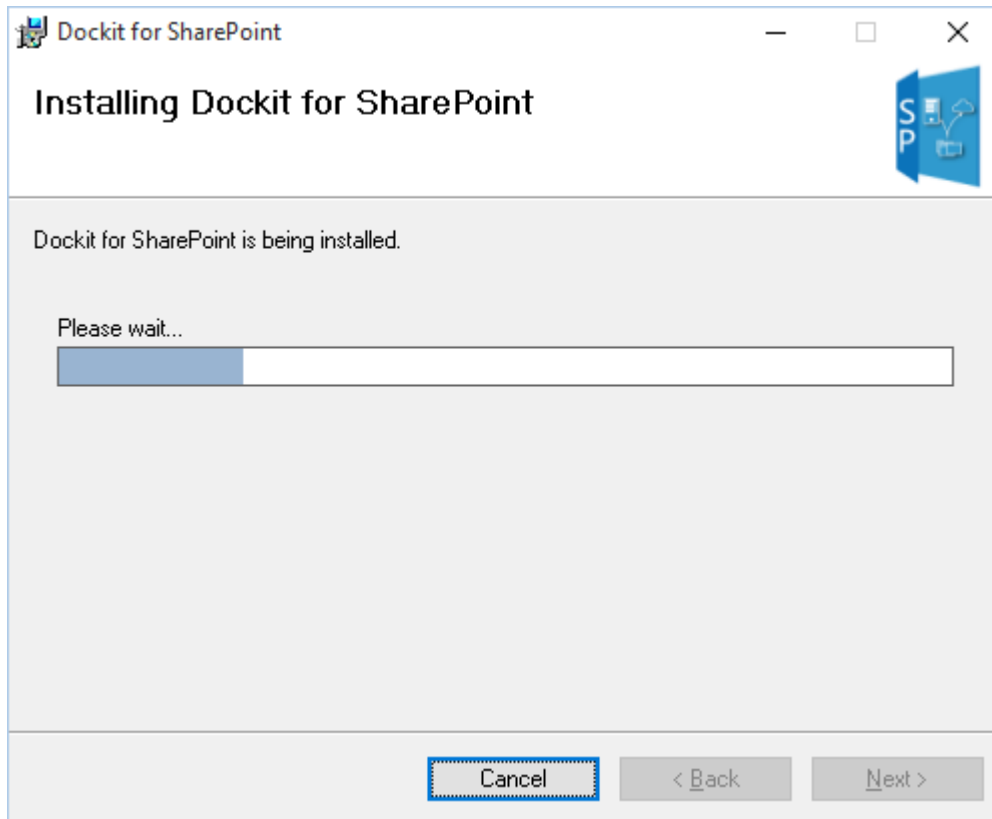 Dockit for SharePoint
Installing Dockit for SharePoint
S
P
Dockit for SharePoint is being installed.
Please wait...
Cancel
< Back
Next >